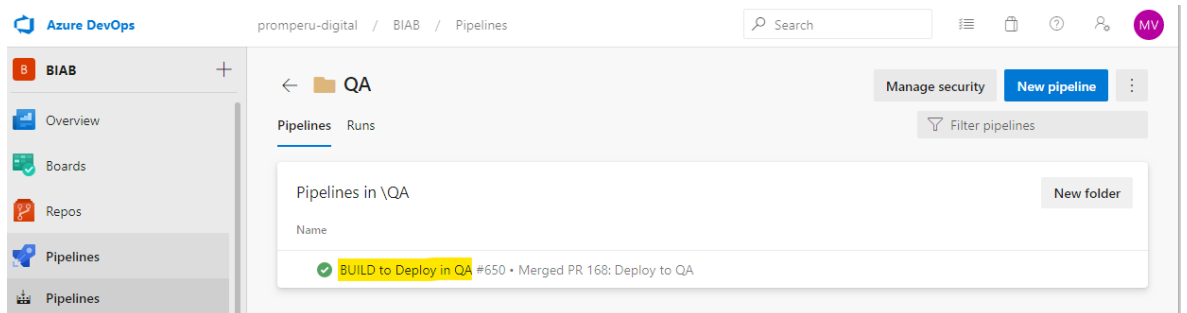 Azure DevOps
promperu-digital / BIAB / Pipelines
Search
MV
B BIAB
Overview
Boards
Repos
Pipelines
Pipelines
QA
Manage security
New pipeline
Pipelines Runs
Filter pipelines
Pipelines in \QA
New folder
Name
BUILD to Deploy in QA #650 • Merged PR 168: Deploy to QA